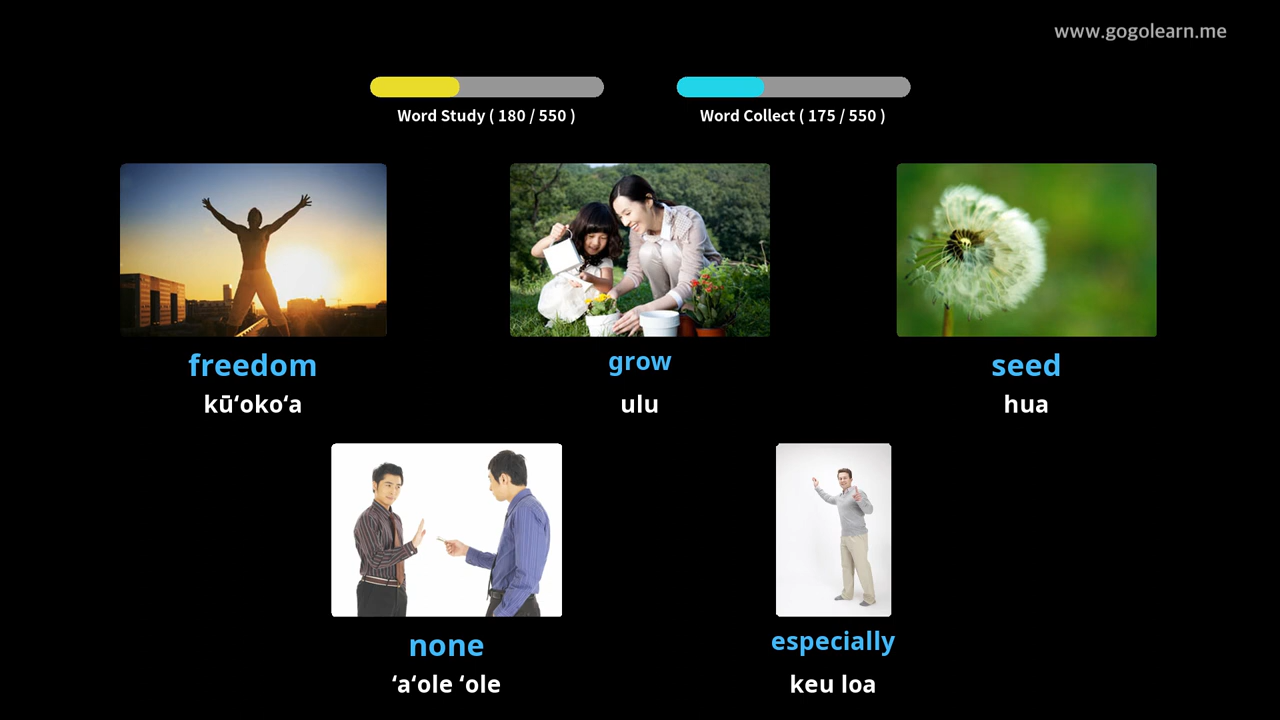 www.gogolearn.me
Word Study ( 180 / 550 )
Word Collect ( 175 / 550 )
freedom
kūʻokoʻa
grow
ulu
seed
hua
none
ʻaʻole ʻole
especially
keu loa